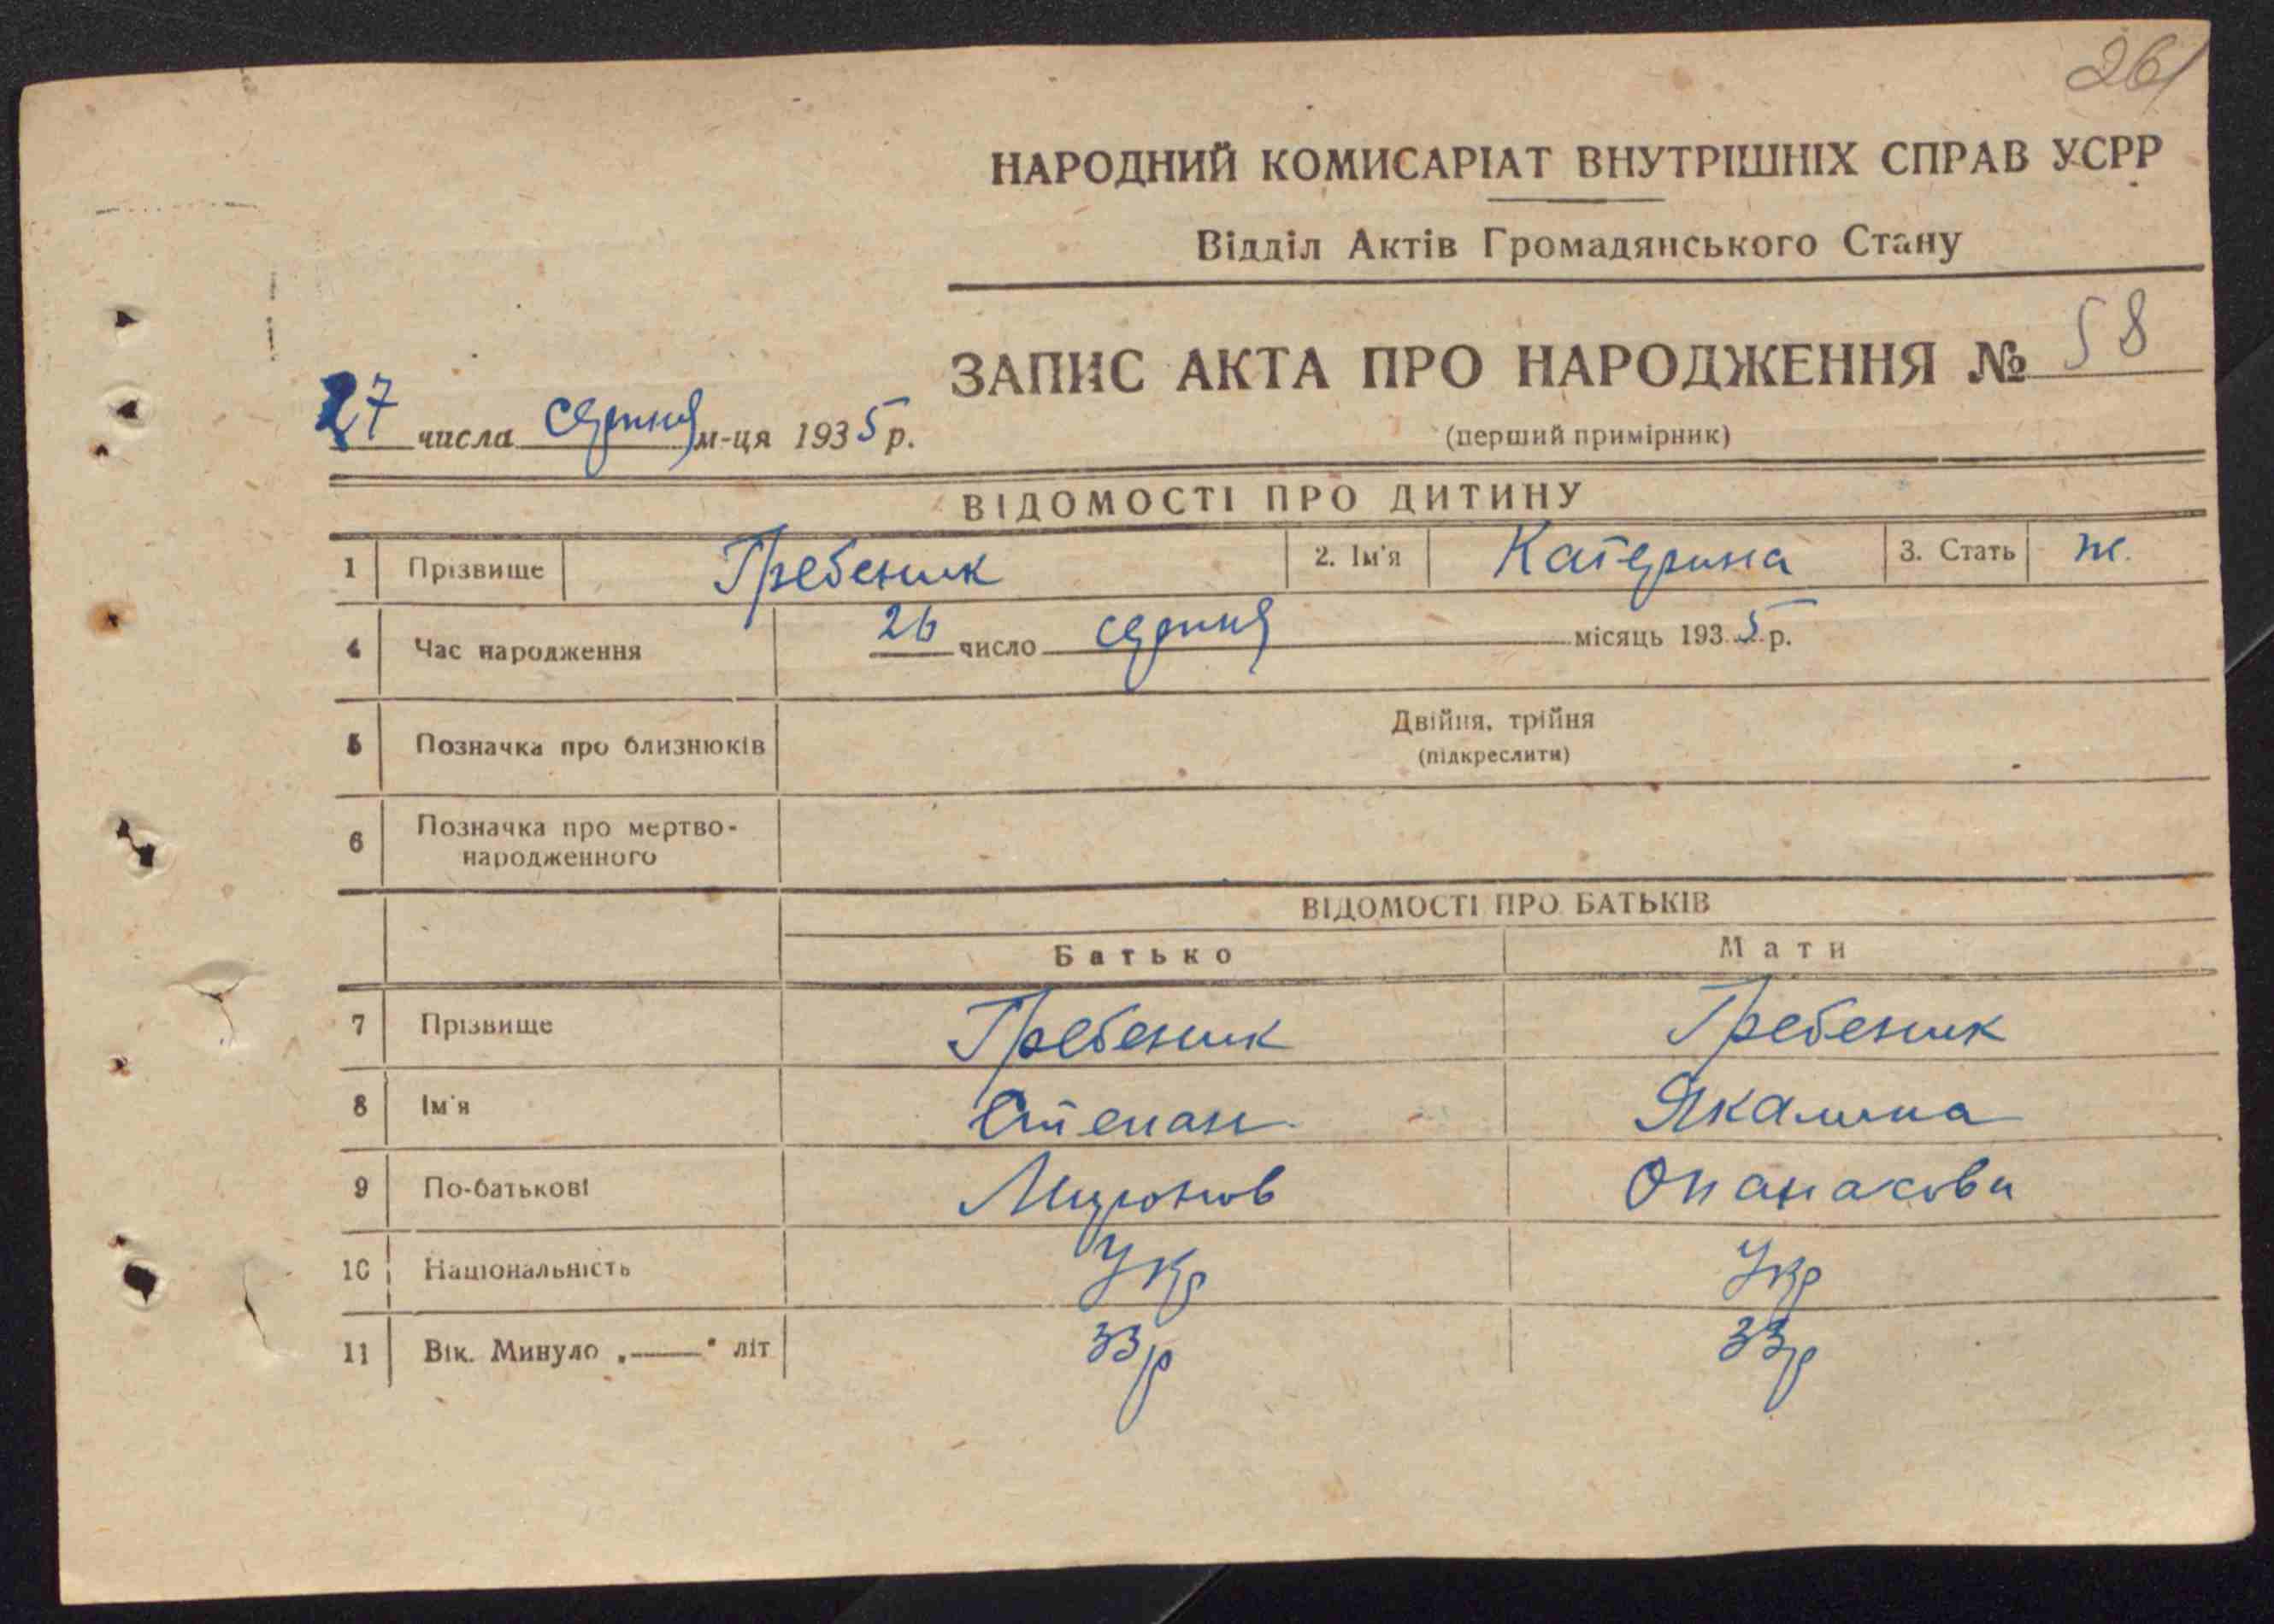 261
НАРОДНИЙ КОМИСАРІАТ ВНУТРІШНІХ СПРАВ УСРР
Відділ Актів Громадянського Стану
ЗАПИС АКТА ПРО НАРОДЖЕННЯ № 58
27 числа серпня м-ця 1935 р.
(перший примірник)
ВІДОМОСТІ ПРО ДИТИНУ
1 Прізвище Гребеник 2. Ім'я Катерина 3. Стать ж.
4 Час народження 26 число серпня місяць 1935 р.
5 Позначка про близнюків Двійня, трійня
(підкреслити)
6 Позначка про мертво-
народженного
ВІДОМОСТІ ПРО БАТЬКІВ
Батько Мати
7 Прізвище Гребеник Гребеник
8 Ім'я Степан Якилина
9 По-батькові Миронов Опанасови
10 Національність Укр Укр
11 Вік. Минуло „——“ літ 33р 33р